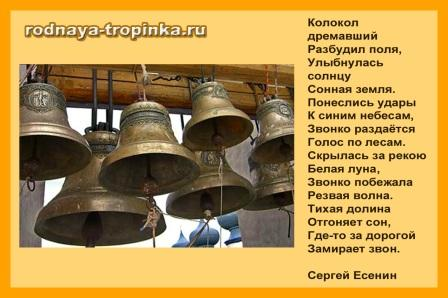 rodnaya-tropinka.ru
Колокол
дремавший
Разбудил поля,
Улыбнулась
солнцу
Сонная земля.
Понеслись удары
К синим небесам,
Звонко раздаётся
Голос по лесам.
Скрылась за рекою
Белая луна,
Звонко побежала
Резвая волна.
Тихая долина
Отгоняет сон,
Где-то за дорогой
Замирает звон.
Сергей Есенин